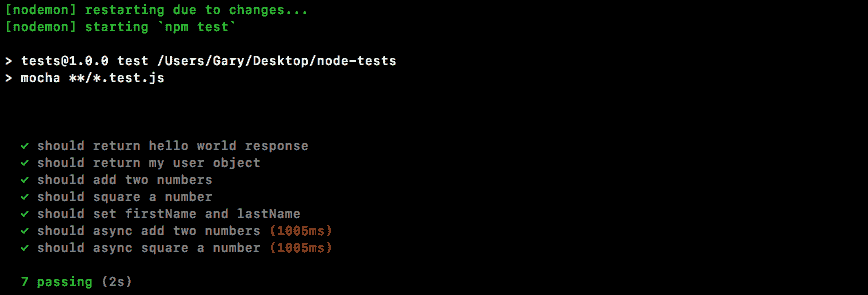 [nodemon] restarting due to changes...
[nodemon] starting `npm test`
> tests@1.0.0 test /Users/Gary/Desktop/node-tests
> mocha **/*.test.js
✓ should return hello world response
✓ should return my user object
✓ should add two numbers
✓ should square a number
✓ should set firstName and lastName
✓ should async add two numbers (1005ms)
✓ should async square a number (1005ms)
7 passing (2s)